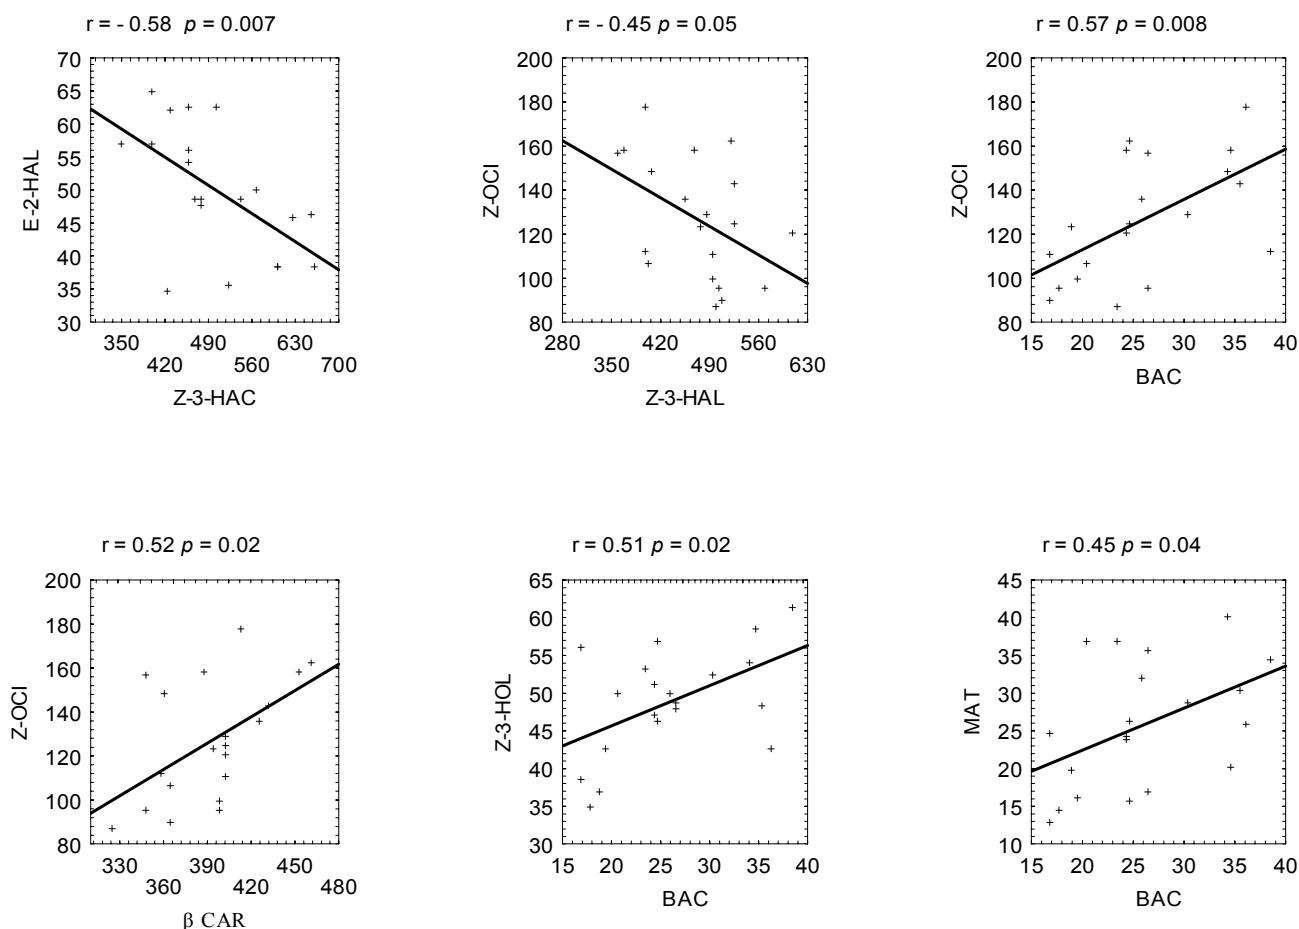 r = - 0.58 p = 0.007
70
65
60
55
50
45
40
35
30
E-2-HAL
350 490 630
420 560 700
Z-3-HAC
r = - 0.45 p = 0.05
200
180
160
140
120
100
80
Z-OCI
280 420 560
350 490 630
Z-3-HAL
r = 0.57 p = 0.008
200
180
160
140
120
100
80
Z-OCI
15 20 25 30 35 40
BAC
r = 0.52 p = 0.02
200
180
160
140
120
100
80
Z-OCI
330 390 450
360 420 480
β CAR
r = 0.51 p = 0.02
65
60
55
50
45
40
35
30
Z-3-HOL
15 20 25 30 35 40
BAC
r = 0.45 p = 0.04
45
40
35
30
25
20
15
10
MAT
15 20 25 30 35 40
BAC